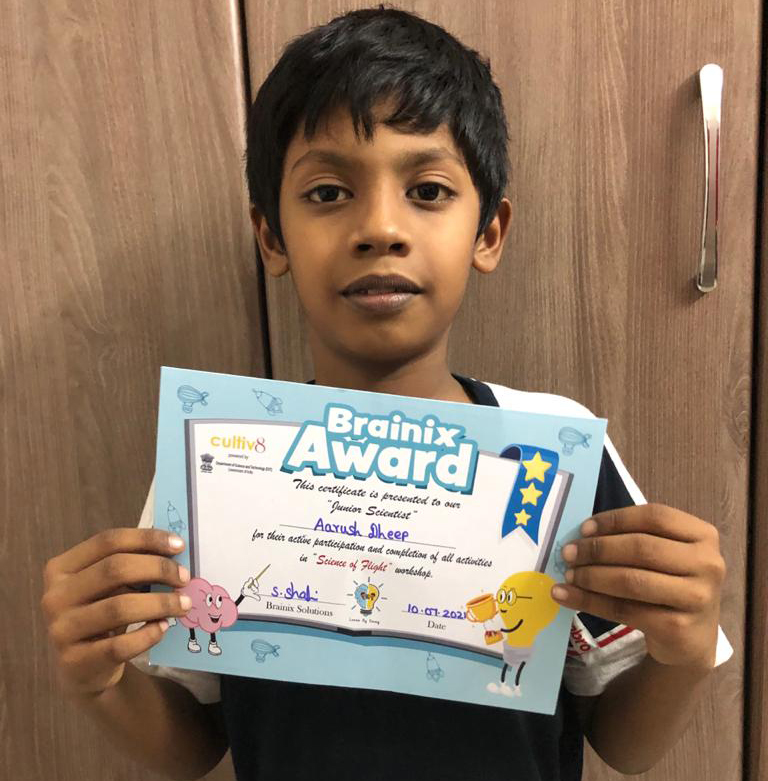 Brainix
Award
cultiv8
powered by
Department of Science and Technology (DST)
Government of India
This certificate is presented to our
"Junior Scientist"
Aarush Dheep
for their active participation and completion of all activities
in "Science of Flight" workshop.
S. Shali
Brainix Solutions
Learn By Doing
10.07.2021
Date